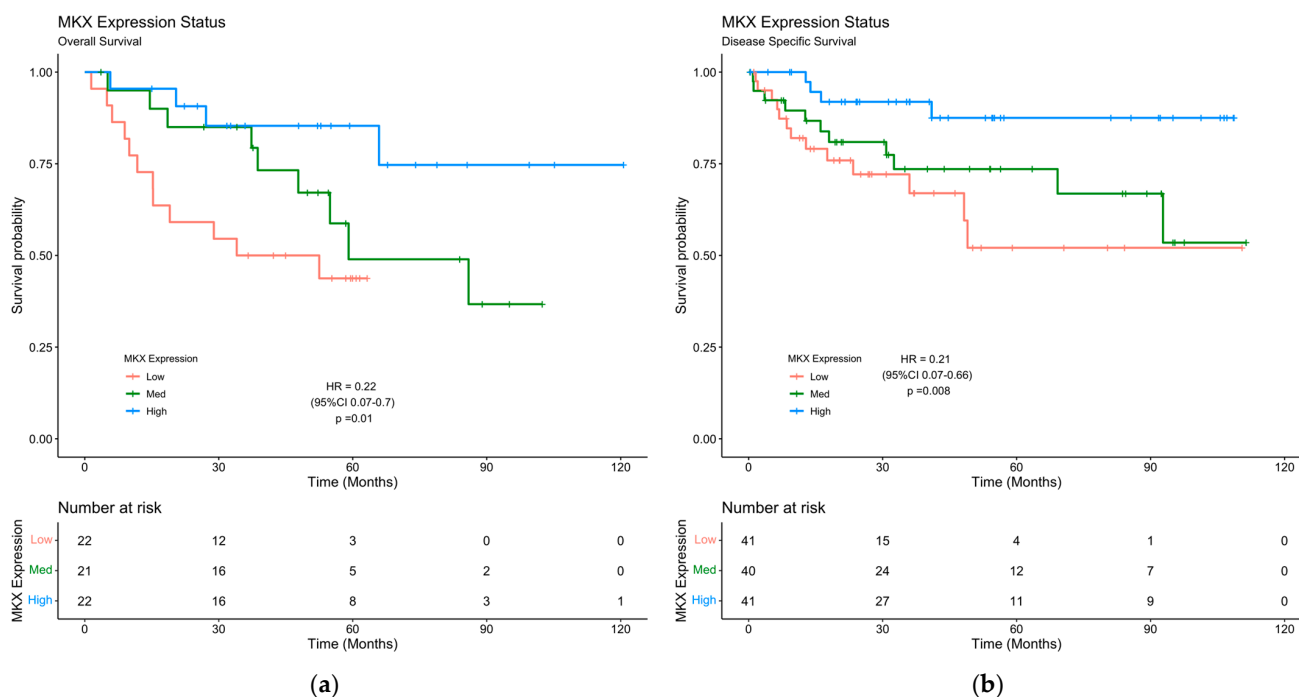 MKX Expression Status
Overall Survival
1.00
0.75
0.50
0.25
0.00
Survival probability
MKX Expression
Low
Med
High
HR = 0.22
(95%CI 0.07-0.7)
p =0.01
0 30 60 90 120
Time (Months)
Number at risk
MKX Expression
Low 22 12 3 0 0
Med 21 16 5 2 0
High 22 16 8 3 1
0 30 60 90 120
Time (Months)
(a)
MKX Expression Status
Disease Specific Survival
1.00
0.75
0.50
0.25
0.00
Survival probability
MKX Expression
Low
Med
High
HR = 0.21
(95%CI 0.07-0.66)
p =0.008
0 30 60 90 120
Time (Months)
Number at risk
MKX Expression
Low 41 15 4 1 0
Med 40 24 12 7 0
High 41 27 11 9 0
0 30 60 90 120
Time (Months)
(b)